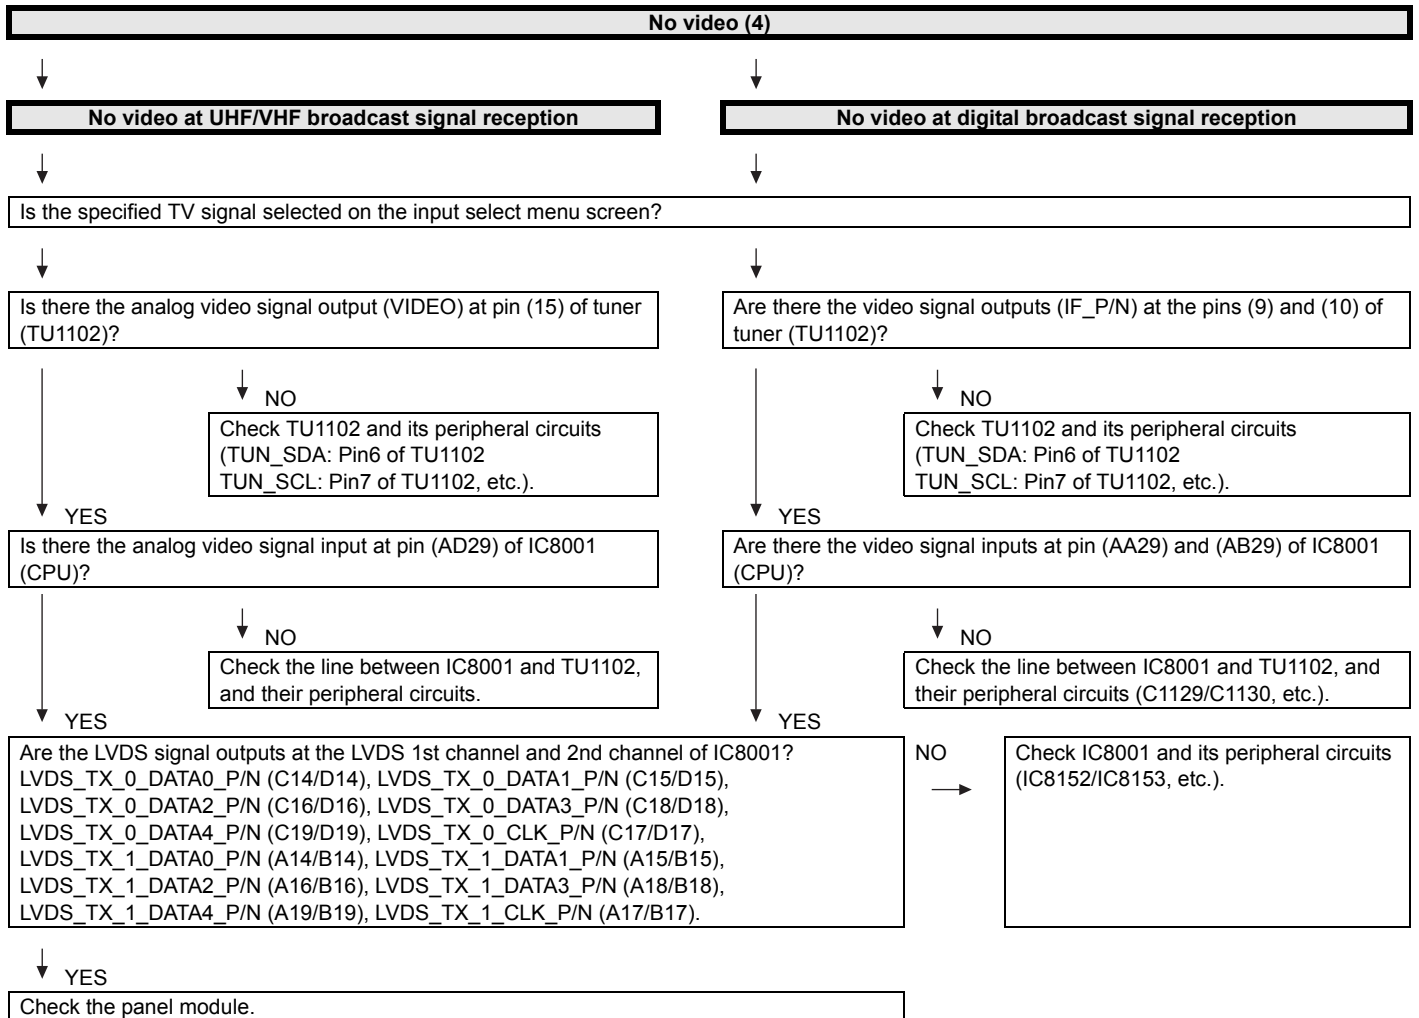 No video (4)
No video at UHF/VHF broadcast signal reception
No video at digital broadcast signal reception
Is the specified TV signal selected on the input select menu screen?
Is there the analog video signal output (VIDEO) at pin (15) of tuner
(TU1102)?
Are there the video signal outputs (IF_P/N) at the pins (9) and (10) of
tuner (TU1102)?
NO
Check TU1102 and its peripheral circuits
(TUN_SDA: Pin6 of TU1102
TUN_SCL: Pin7 of TU1102, etc.).
NO
Check TU1102 and its peripheral circuits
(TUN_SDA: Pin6 of TU1102
TUN_SCL: Pin7 of TU1102, etc.).
YES
YES
Is there the analog video signal input at pin (AD29) of IC8001
(CPU)?
Are there the video signal inputs at pin (AA29) and (AB29) of IC8001
(CPU)?
NO
Check the line between IC8001 and TU1102,
and their peripheral circuits.
NO
Check the line between IC8001 and TU1102, and
their peripheral circuits (C1129/C1130, etc.).
YES
YES
Are the LVDS signal outputs at the LVDS 1st channel and 2nd channel of IC8001?
LVDS_TX_0_DATA0_P/N (C14/D14), LVDS_TX_0_DATA1_P/N (C15/D15),
LVDS_TX_0_DATA2_P/N (C16/D16), LVDS_TX_0_DATA3_P/N (C18/D18),
LVDS_TX_0_DATA4_P/N (C19/D19), LVDS_TX_0_CLK_P/N (C17/D17),
LVDS_TX_1_DATA0_P/N (A14/B14), LVDS_TX_1_DATA1_P/N (A15/B15),
LVDS_TX_1_DATA2_P/N (A16/B16), LVDS_TX_1_DATA3_P/N (A18/B18),
LVDS_TX_1_DATA4_P/N (A19/B19), LVDS_TX_1_CLK_P/N (A17/B17).
NO
Check IC8001 and its peripheral circuits
(IC8152/IC8153, etc.).
YES
Check the panel module.